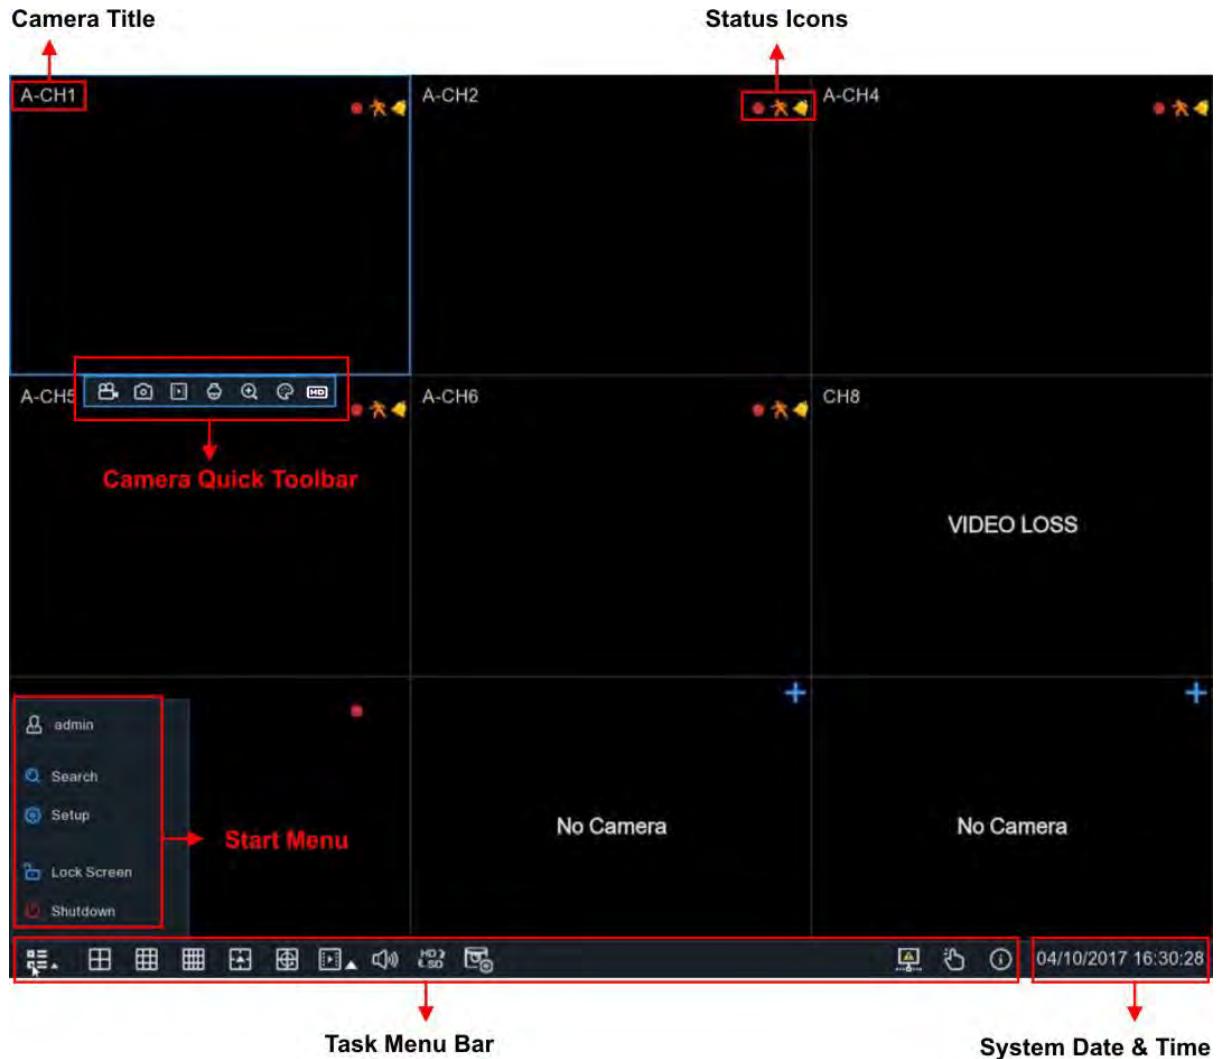 Camera Title
Status Icons
A-CH1
A-CH2
A-CH4
A-CH5
HD
A-CH6
CH8
Camera Quick Toolbar
VIDEO LOSS
admin
Search
Setup
Start Menu
No Camera
No Camera
Lock Screen
Shutdown
HD
SD
04/10/2017 16:30:28
Task Menu Bar
System Date & Time